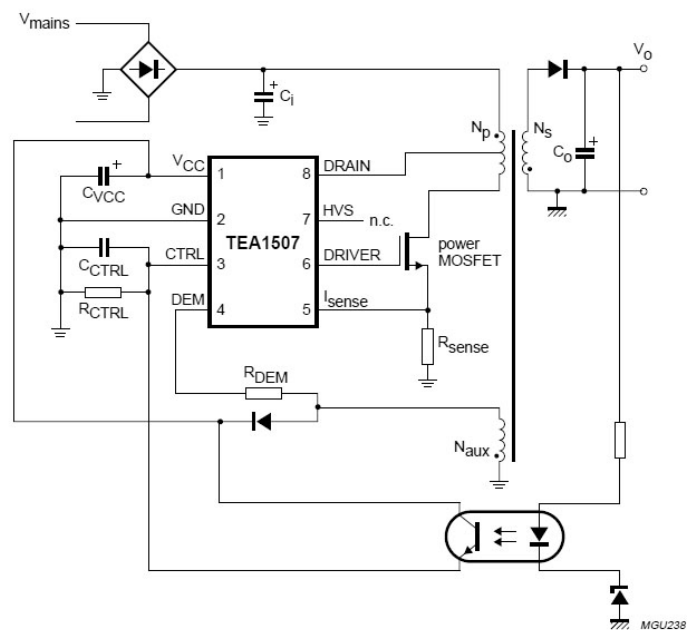 Vmains
Vo
Ci
Np
Ns
Co
VCC
1
8
DRAIN
CVCC
GND
2
7
HVS
n.c.
TEA1507
power
MOSFET
CTRL
3
6
DRIVER
CCTRL
DEM
4
5
Isense
RCTRL
Rsense
RDEM
Naux
MGU238